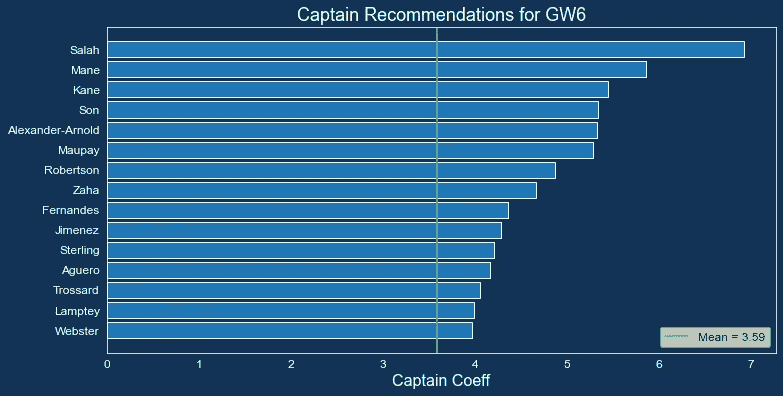 Captain Recommendations for GW6
Salah
Mane
Kane
Son
Alexander-Arnold
Maupay
Robertson
Zaha
Fernandes
Jimenez
Sterling
Aguero
Trossard
Lamptey
Webster
Mean = 3.59
0 1 2 3 4 5 6 7
Captain Coeff